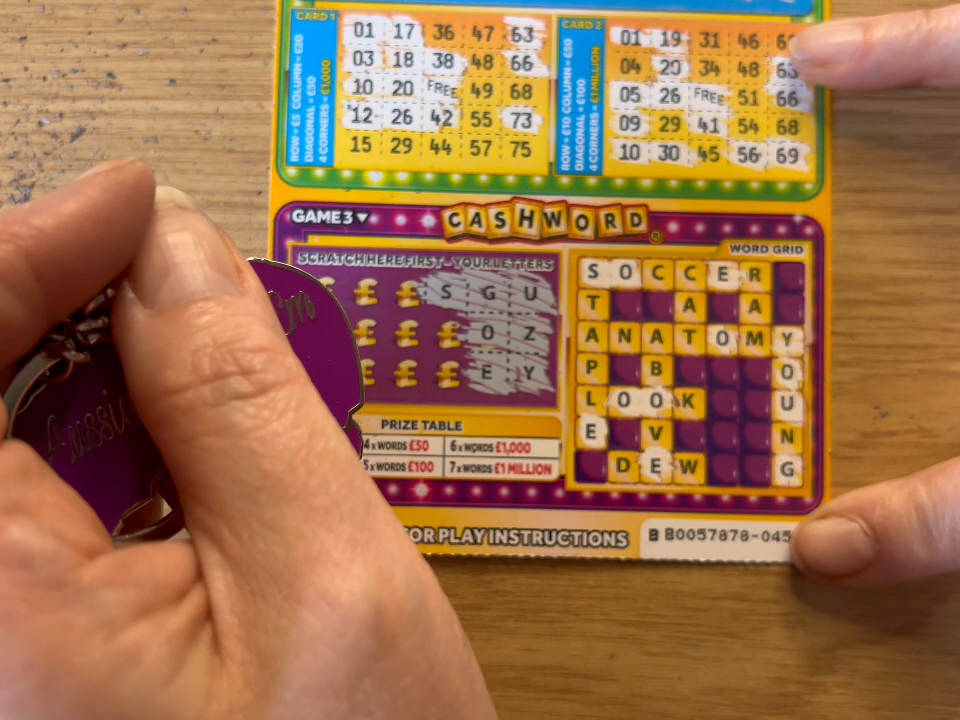 CARD 1
ROW = £5 COLUMN = £20
DIAGONAL = £50
4 CORNERS = £1,000
01 17 36 47 63
03 18 38 48 66
10 20 FREE 49 68
12 26 42 55 73
15 29 44 57 75
CARD 2
ROW = £10 COLUMN = £50
DIAGONAL = £100
4 CORNERS = £1 MILLION
01 19 31 46
04 20 34 48 63
05 26 FREE 51 66
09 29 41 54 68
10 30 45 56 69
GAME 3
CASHWORD
SCRATCH HERE FIRST - YOUR LETTERS
£ £ S G U
£ £ £ O Z
£ £ £ E Y
WORD GRID
S O C C E R
T A A
A N A T O M Y
P B O
L O O K U
E V N
D E W G
PRIZE TABLE
4 x WORDS £50 6 x WORDS £1,000
5 x WORDS £100 7 x WORDS £1 MILLION
FOR PLAY INSTRUCTIONS
B B0057878-045
Aussie